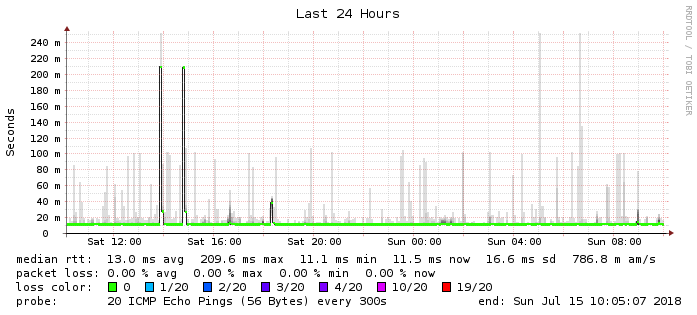 Last 24 Hours
RRDTOOL / TOBI OETIKER
Seconds
240 m
220 m
200 m
180 m
160 m
140 m
120 m
100 m
80 m
60 m
40 m
20 m
0
Sat 12:00 Sat 16:00 Sat 20:00 Sun 00:00 Sun 04:00 Sun 08:00
median rtt: 13.0 ms avg 209.6 ms max 11.1 ms min 11.5 ms now 16.6 ms sd 786.8 m am/s
packet loss: 0.00 % avg 0.00 % max 0.00 % min 0.00 % now
loss color: 0 1/20 2/20 3/20 4/20 10/20 19/20
probe: 20 ICMP Echo Pings (56 Bytes) every 300s end: Sun Jul 15 10:05:07 2018